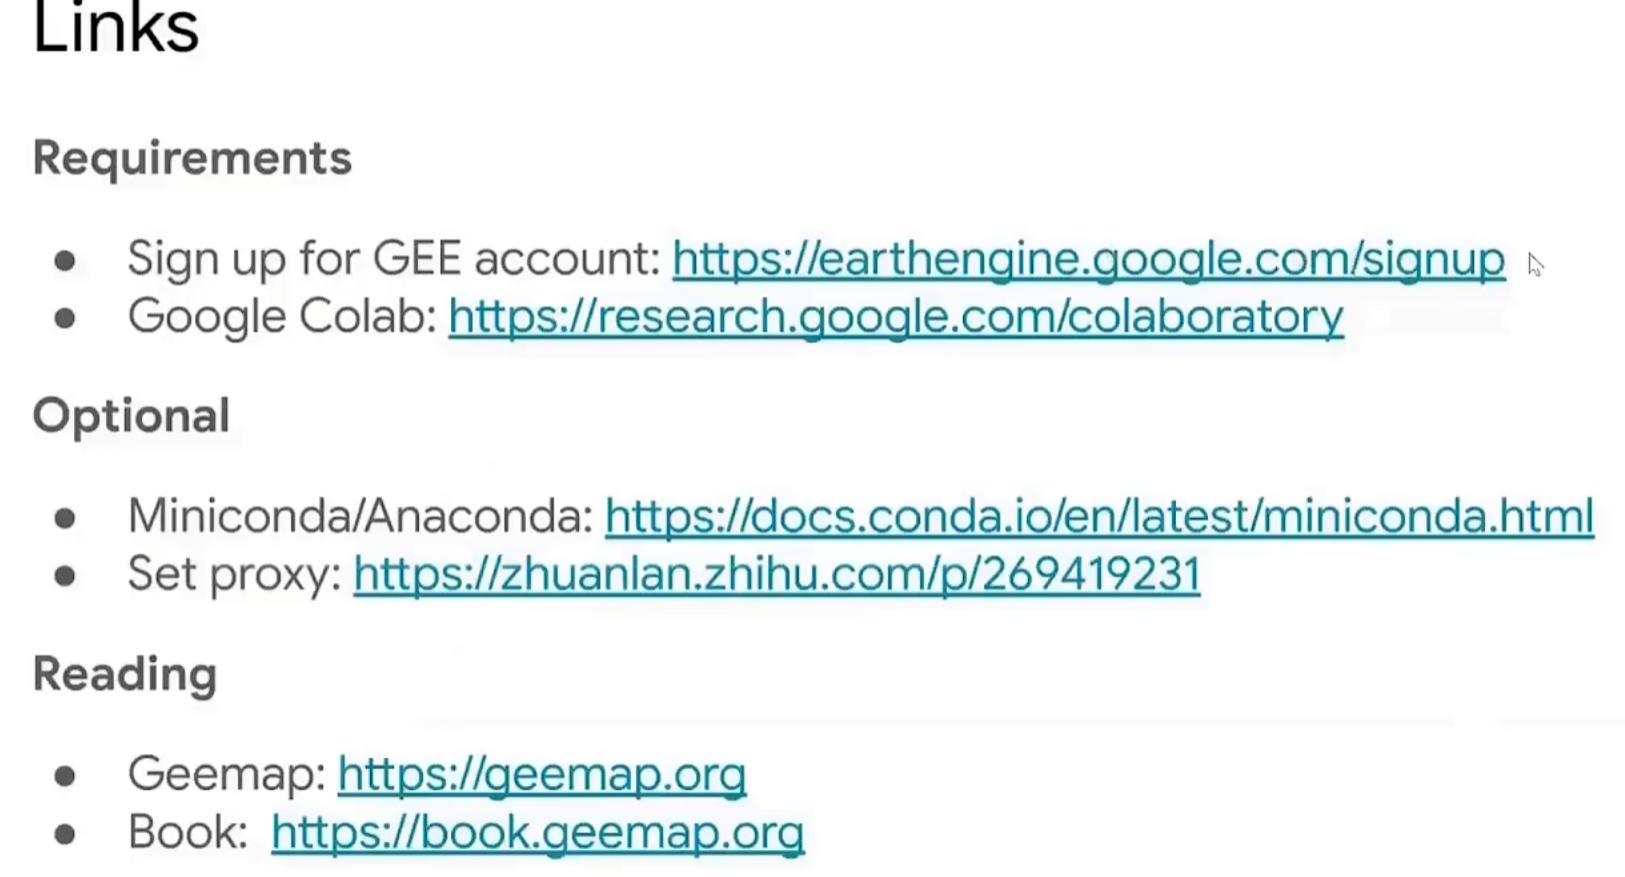 Links
Requirements
● Sign up for GEE account: https://earthengine.google.com/signup
● Google Colab: https://research.google.com/colaboratory
Optional
● Miniconda/Anaconda: https://docs.conda.io/en/latest/miniconda.html
● Set proxy: https://zhuanlan.zhihu.com/p/269419231
Reading
● Geemap: https://geemap.org
● Book: https://book.geemap.org